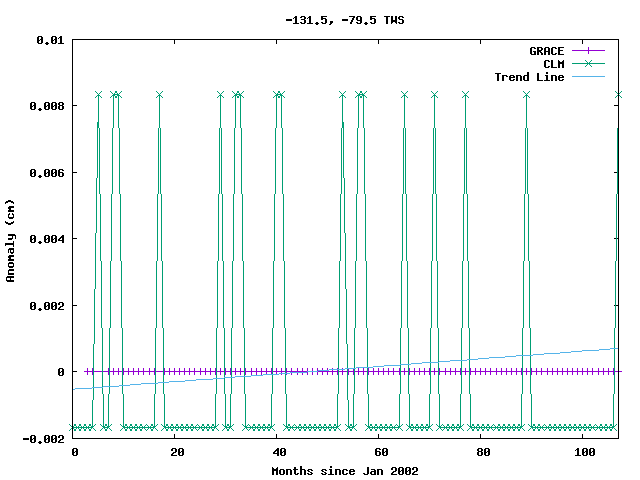 -131.5, -79.5 TWS
0.01
0.008
0.006
0.004
0.002
0
-0.002
Anomaly (cm)
GRACE
CLM
Trend Line
0 20 40 60 80 100
Months since Jan 2002